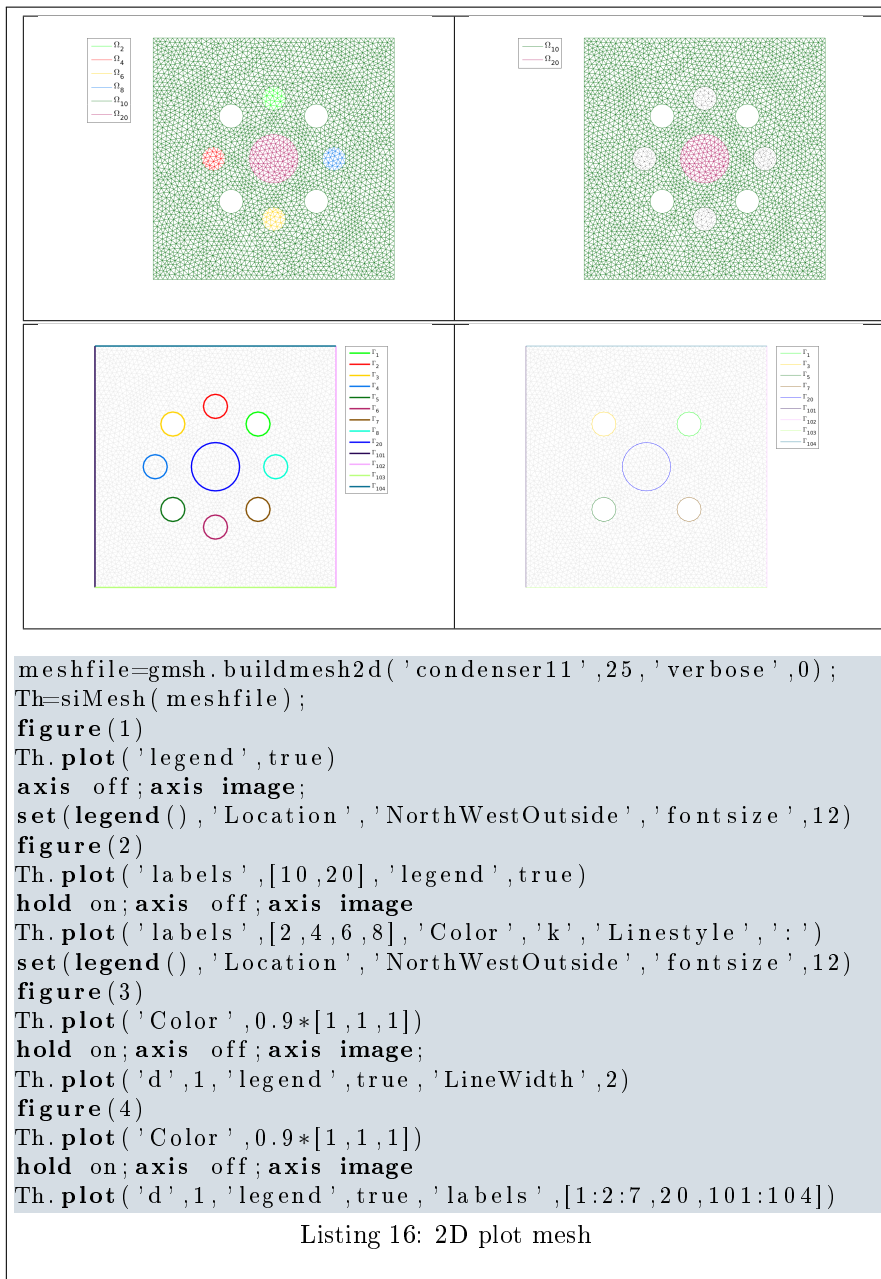 Ω2
Ω4
Ω6
Ω8
Ω10
Ω20
Ω10
Ω20
Γ1
Γ2
Γ3
Γ4
Γ5
Γ6
Γ7
Γ8
Γ20
Γ101
Γ102
Γ103
Γ104
Γ1
Γ3
Γ5
Γ7
Γ20
Γ101
Γ102
Γ103
Γ104
meshfile=gmsh.buildmesh2d('condenser11',25,'verbose',0);
Th=siMesh(meshfile);
figure(1)
Th.plot('legend',true)
axis off;axis image;
set(legend(),'Location','NorthWestOutside','fontsize',12)
figure(2)
Th.plot('labels',[10,20],'legend',true)
hold on;axis off;axis image
Th.plot('labels',[2,4,6,8],'Color','k','Linestyle',':')
set(legend(),'Location','NorthWestOutside','fontsize',12)
figure(3)
Th.plot('Color',0.9*[1,1,1])
hold on;axis off;axis image;
Th.plot('d',1,'legend',true,'LineWidth',2)
figure(4)
Th.plot('Color',0.9*[1,1,1])
hold on;axis off;axis image
Th.plot('d',1,'legend',true,'labels',[1:2:7,20,101:104])
Listing 16: 2D plot mesh